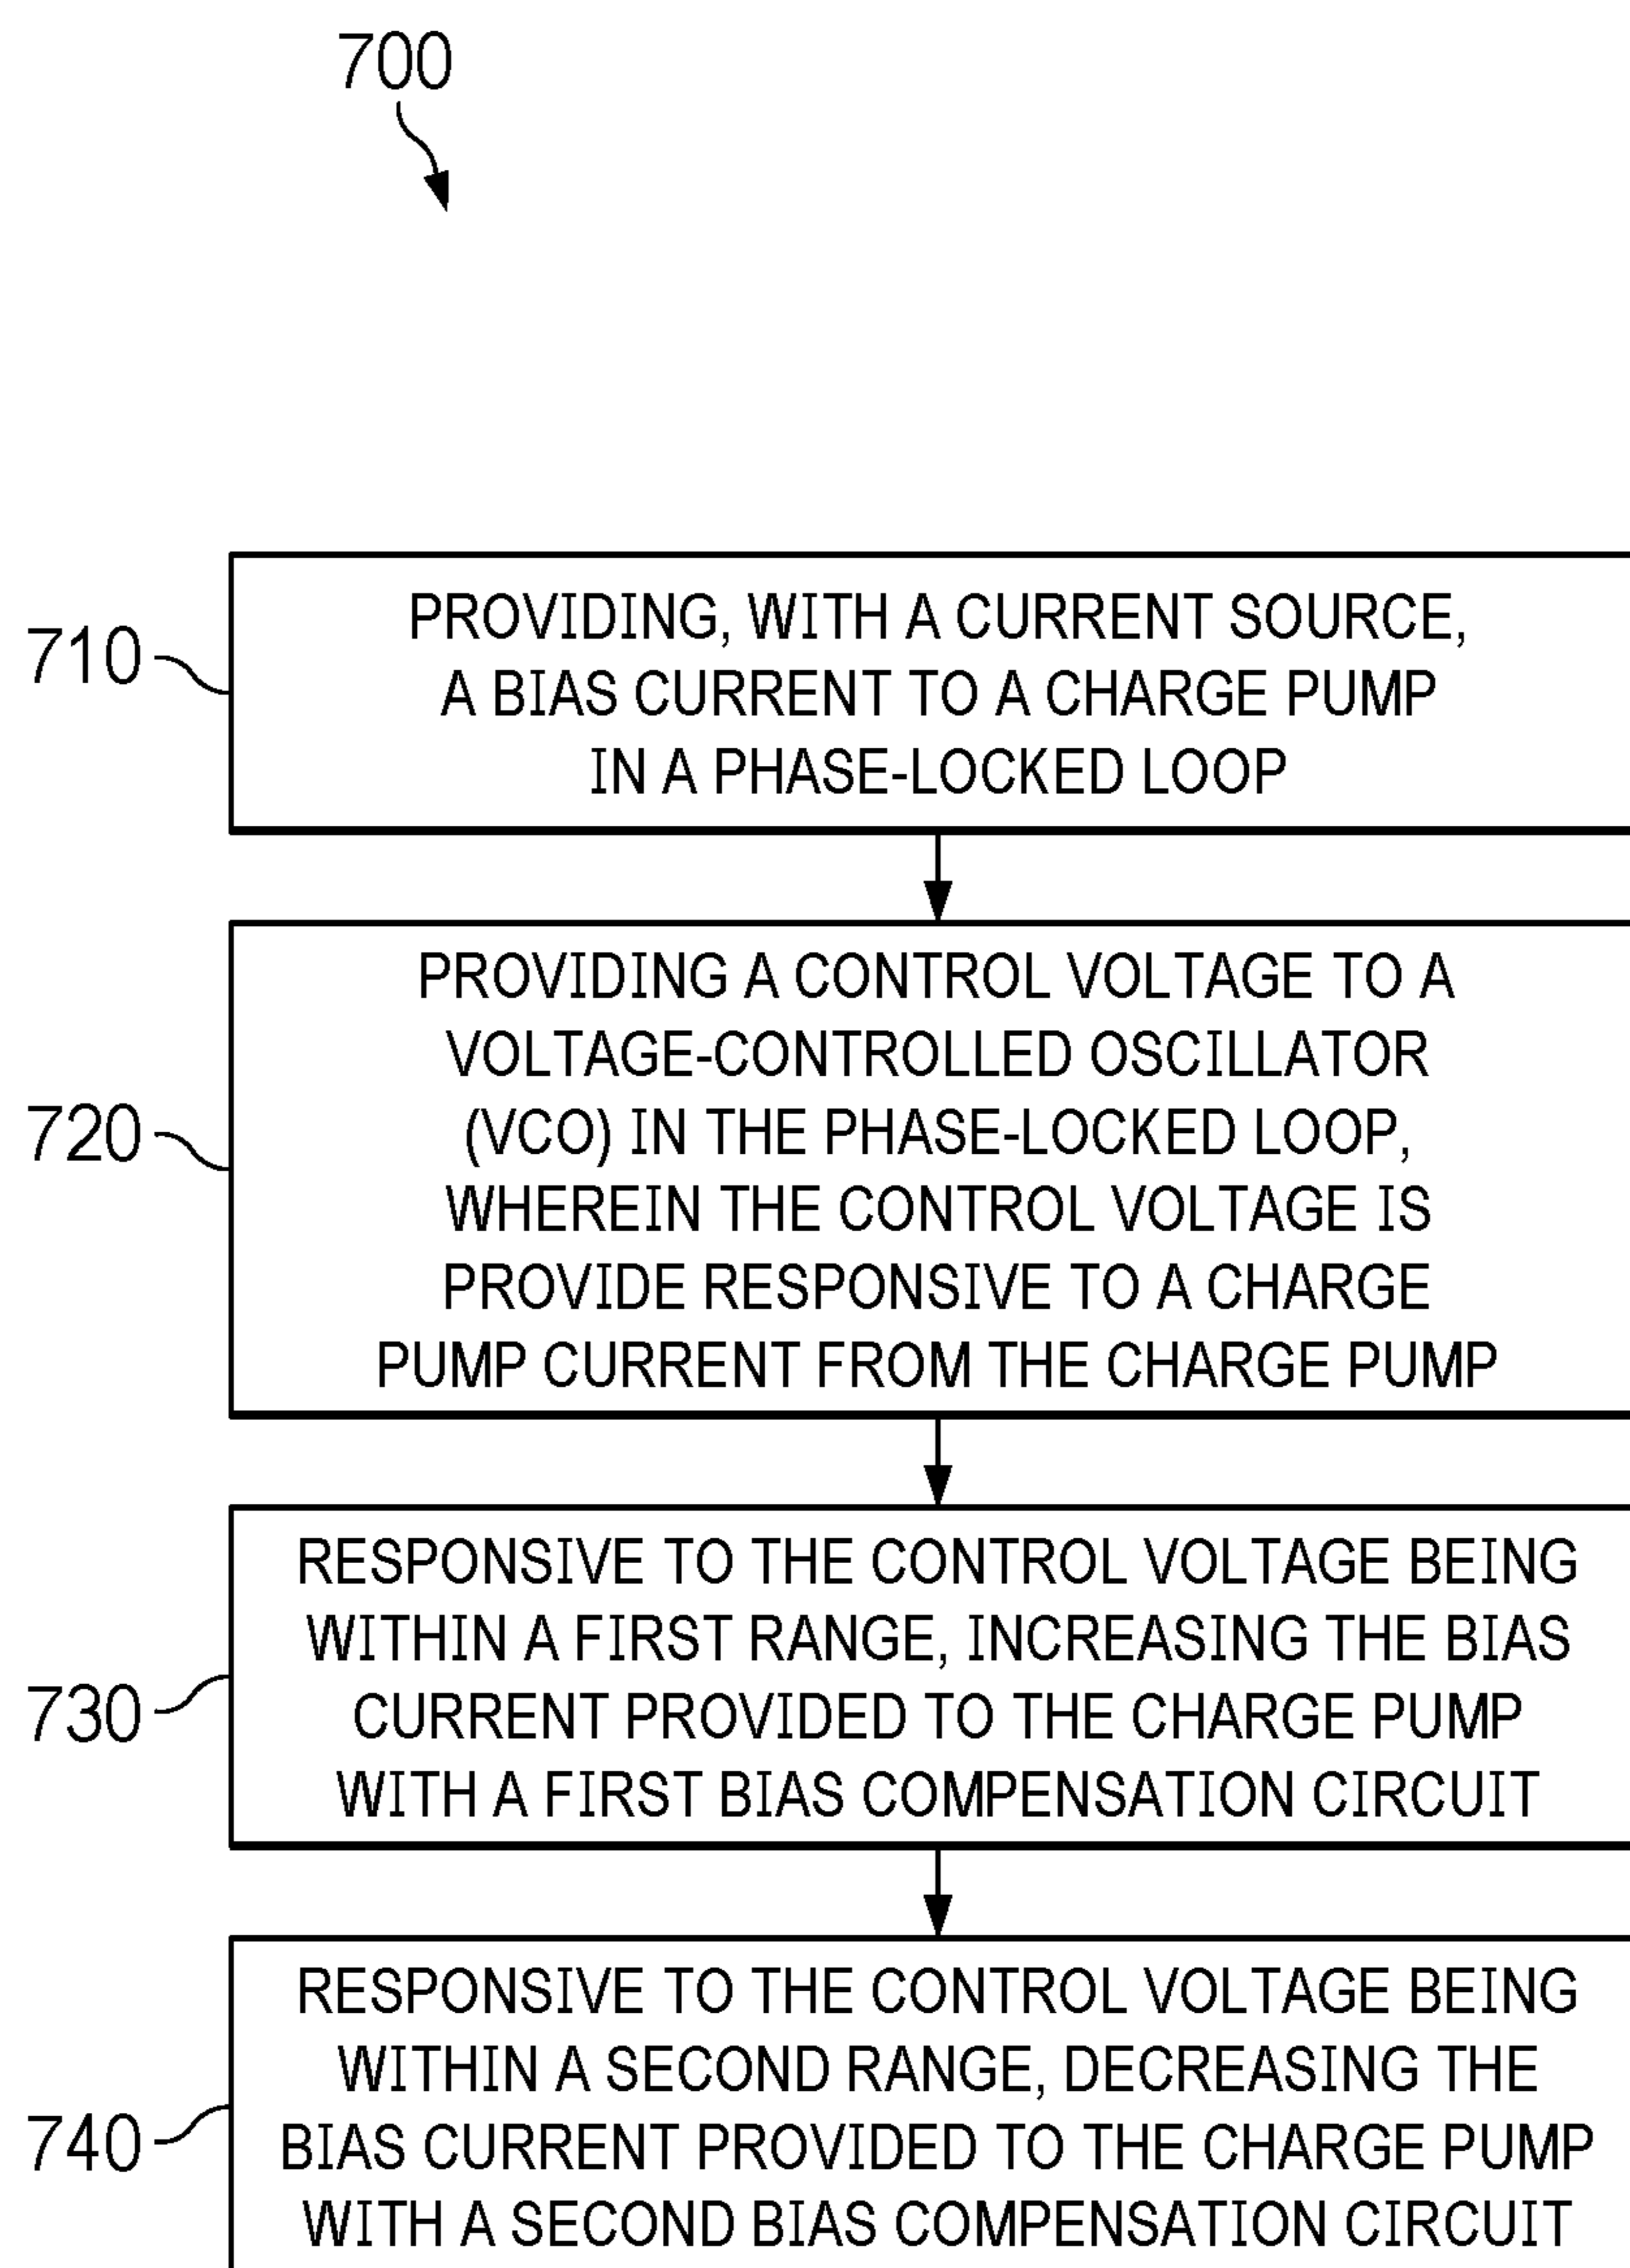 700
710
PROVIDING, WITH A CURRENT SOURCE,
A BIAS CURRENT TO A CHARGE PUMP
IN A PHASE-LOCKED LOOP
720
PROVIDING A CONTROL VOLTAGE TO A
VOLTAGE-CONTROLLED OSCILLATOR
(VCO) IN THE PHASE-LOCKED LOOP,
WHEREIN THE CONTROL VOLTAGE IS
PROVIDE RESPONSIVE TO A CHARGE
PUMP CURRENT FROM THE CHARGE PUMP
730
RESPONSIVE TO THE CONTROL VOLTAGE BEING
WITHIN A FIRST RANGE, INCREASING THE BIAS
CURRENT PROVIDED TO THE CHARGE PUMP
WITH A FIRST BIAS COMPENSATION CIRCUIT
740
RESPONSIVE TO THE CONTROL VOLTAGE BEING
WITHIN A SECOND RANGE, DECREASING THE
BIAS CURRENT PROVIDED TO THE CHARGE PUMP
WITH A SECOND BIAS COMPENSATION CIRCUIT